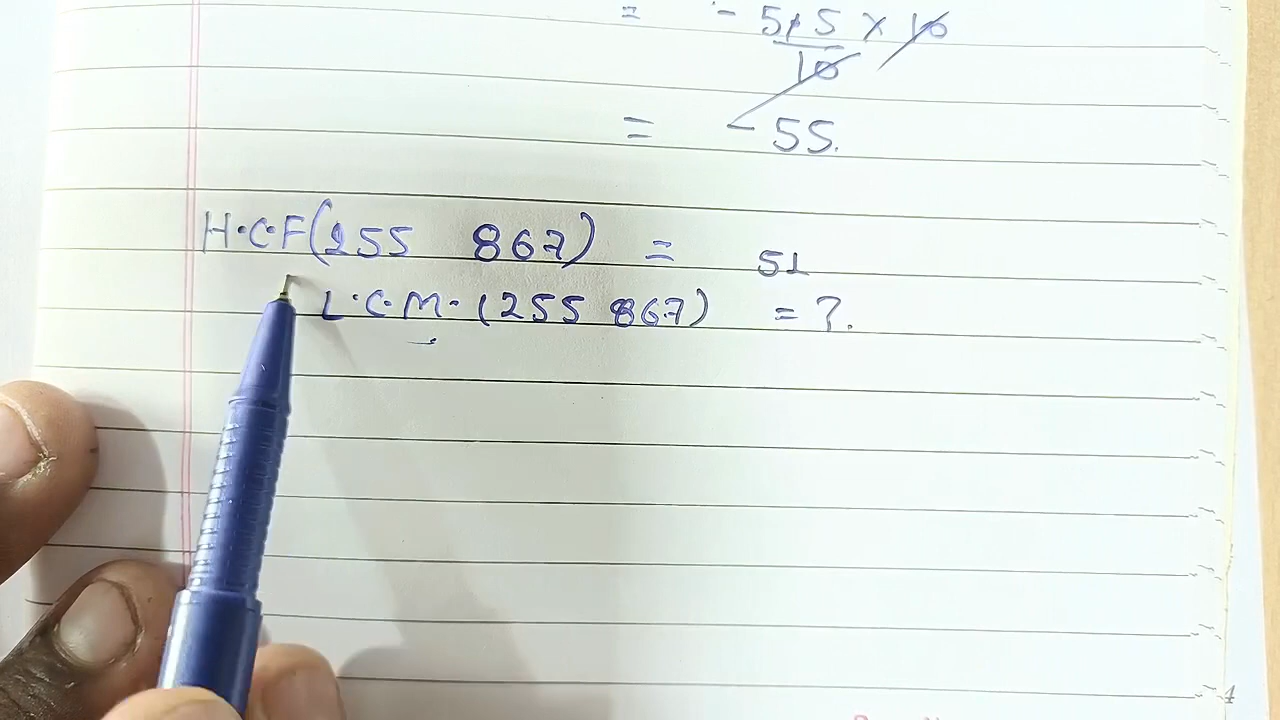 = - 5.5 × 10
10
= - 55.
H.C.F(255 867) = 51
L.C.M. (255 867) = ?.